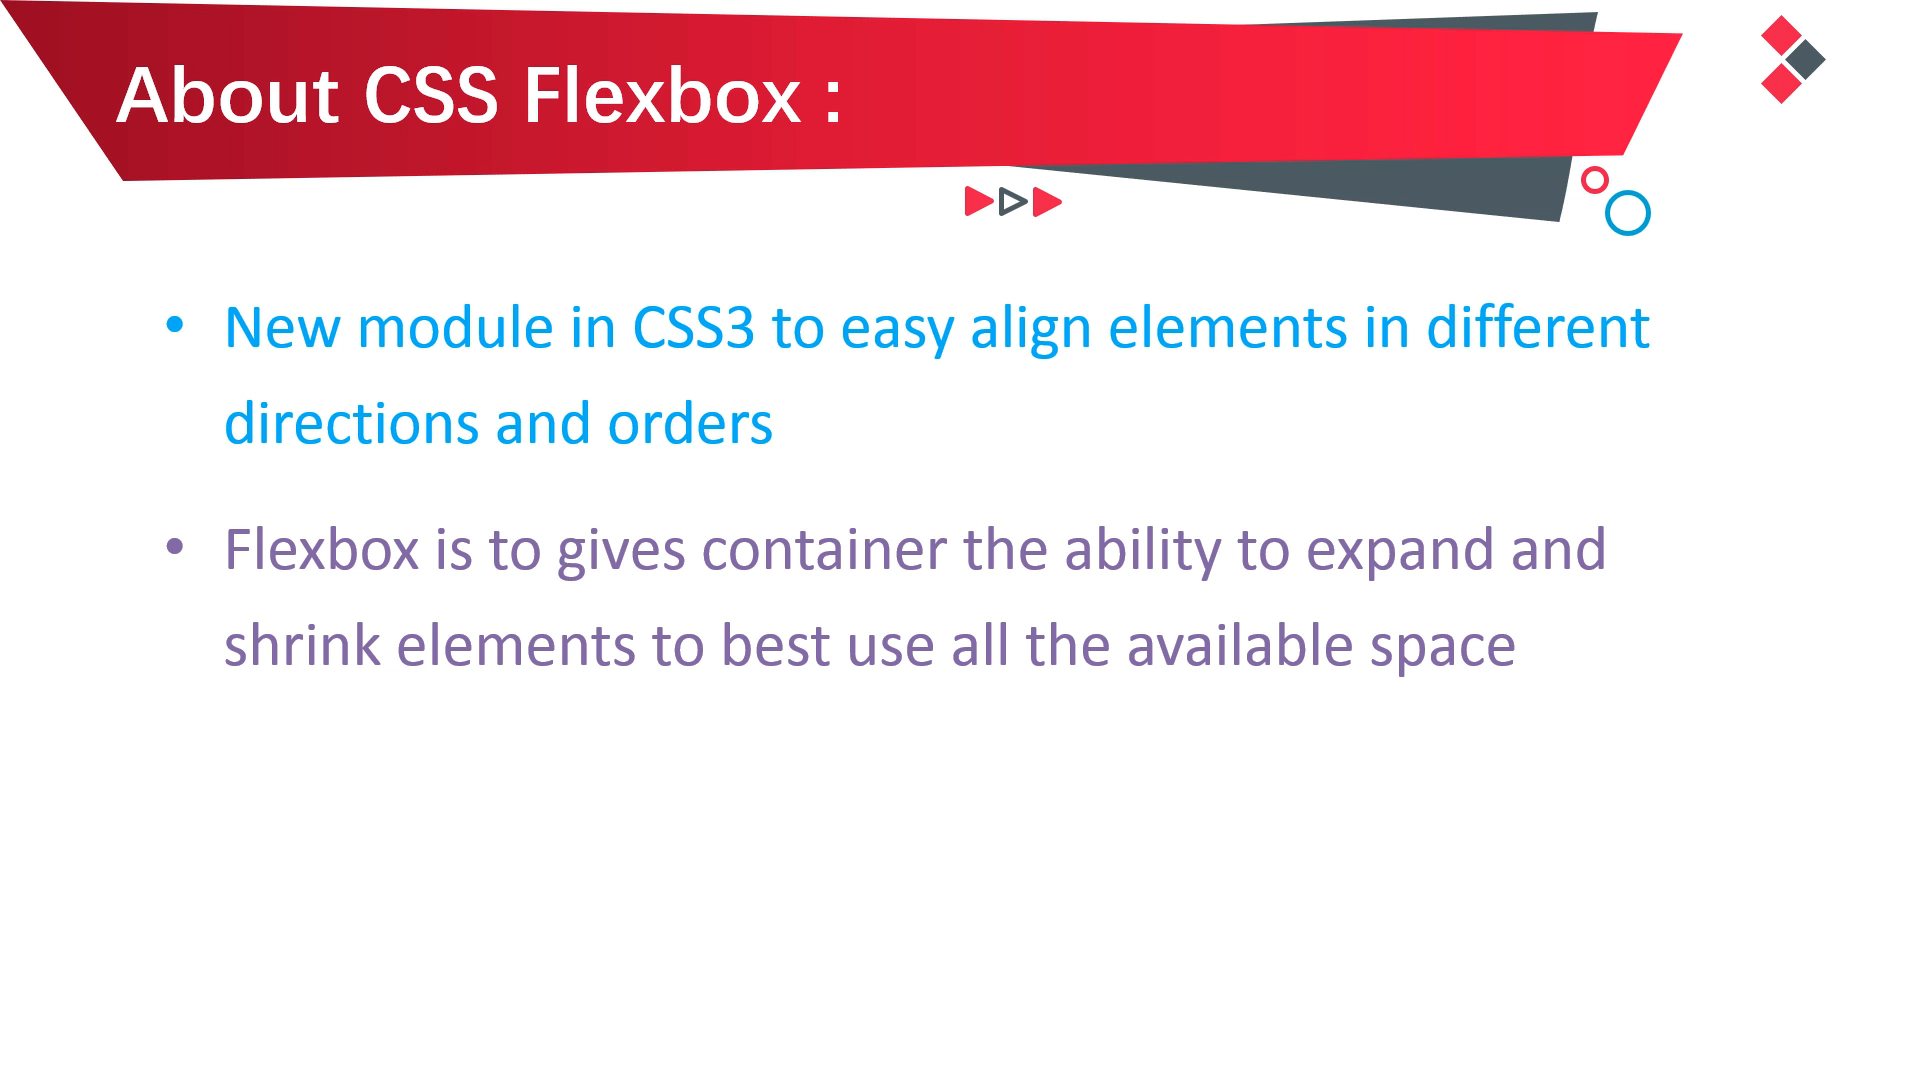 About CSS Flexbox :
• New module in CSS3 to easy align elements in different
directions and orders
• Flexbox is to gives container the ability to expand and
shrink elements to best use all the available space